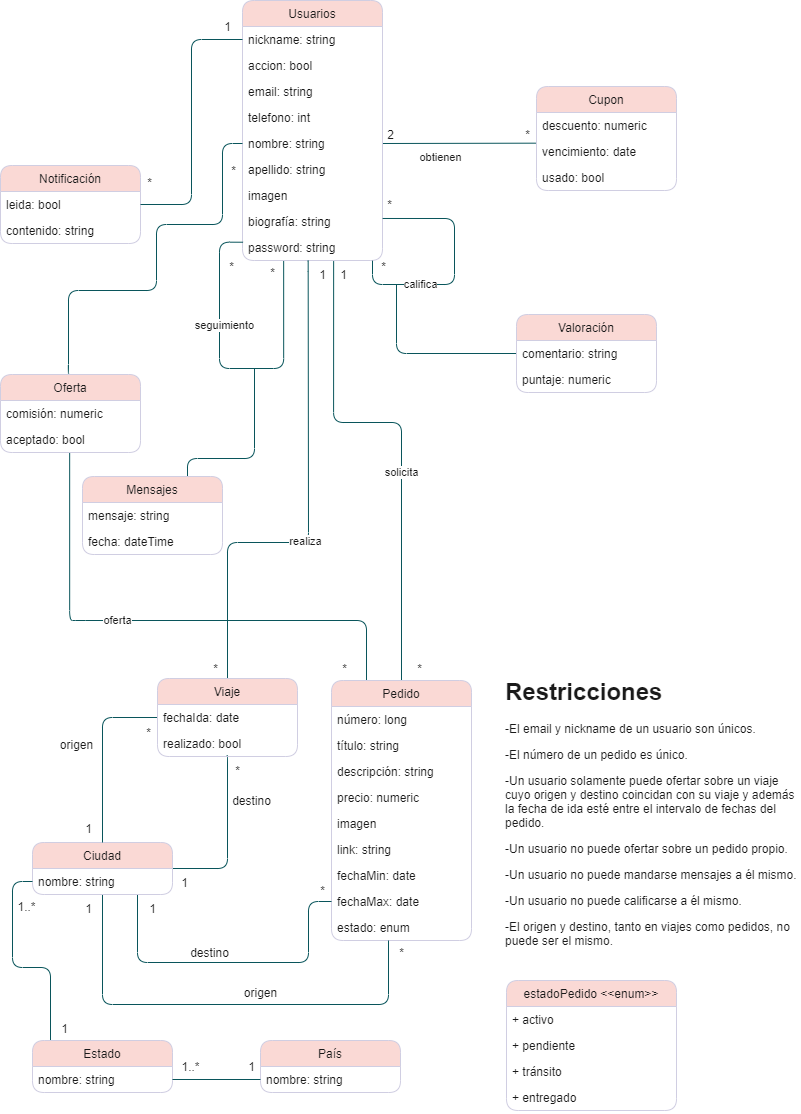 Usuarios
nickname: string
accion: bool
email: string
telefono: int
nombre: string
apellido: string
imagen
biografía: string
password: string
1
*
Notificación
leida: bool
contenido: string
*
2
*
obtienen
Cupon
descuento: numeric
vencimiento: date
usado: bool
*
*
califica
Valoración
comentario: string
puntaje: numeric
*
*
seguimiento
1
1
Oferta
comisión: numeric
aceptado: bool
Mensajes
mensaje: string
fecha: dateTime
solicita
realiza
oferta
*
*
*
Viaje
fechaIda: date
realizado: bool
*
*
origen
destino
1
Pedido
número: long
título: string
descripción: string
precio: numeric
imagen
link: string
fechaMin: date
fechaMax: date
estado: enum
*
*
Ciudad
nombre: string
1
1..*
1
1
destino
origen
1
Estado
nombre: string
1..*
1
País
nombre: string
Restricciones
-El email y nickname de un usuario son únicos.
-El número de un pedido es único.
-Un usuario solamente puede ofertar sobre un viaje
cuyo origen y destino coincidan con su viaje y además
la fecha de ida esté entre el intervalo de fechas del
pedido.
-Un usuario no puede ofertar sobre un pedido propio.
-Un usuario no puede mandarse mensajes a él mismo.
-Un usuario no puede calificarse a él mismo.
-El origen y destino, tanto en viajes como pedidos, no
puede ser el mismo.
estadoPedido <<enum>>
+ activo
+ pendiente
+ tránsito
+ entregado